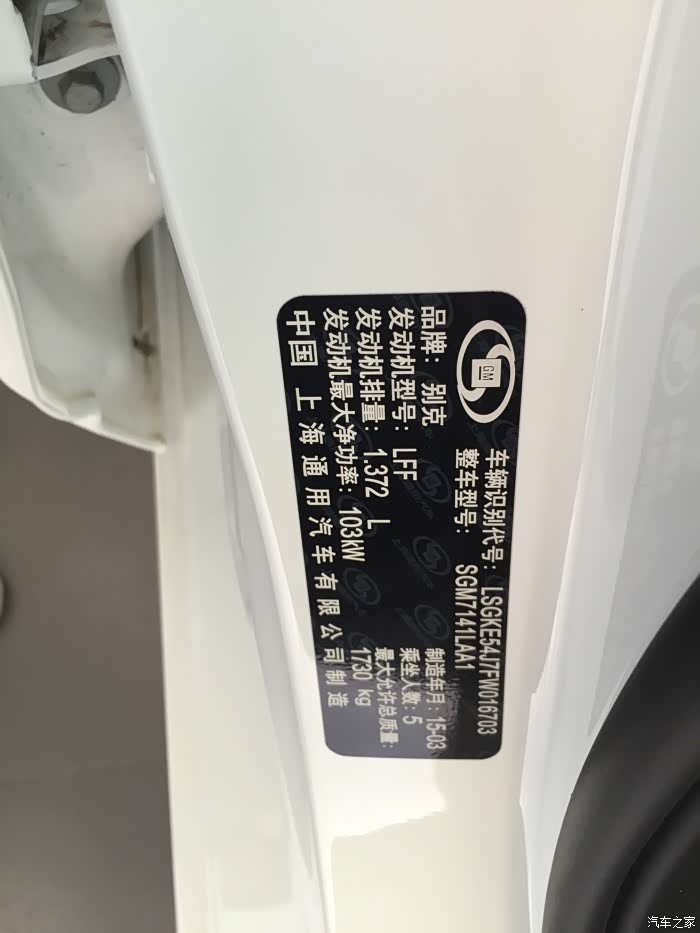 GM
车辆识别代号: LSGKE54J7FW016703
整车型号: SGM7141LAA1
品牌: 别克
制造年月: 15-03
发动机型号: LFF
乘坐人数: 5
发动机排量: 1.372 L
最大允许总质量:
发动机最大净功率: 103kW
1730 kg
中国 上海通用汽车有限公司制造
汽车之家